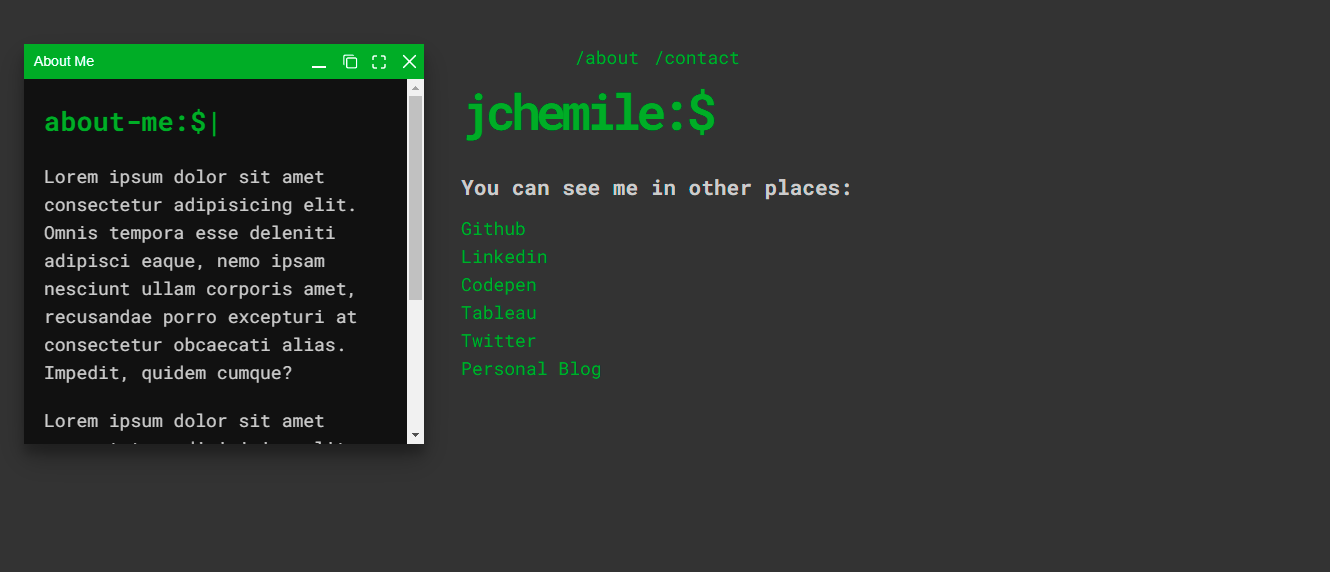 About Me
about-me:$|
Lorem ipsum dolor sit amet
consectetur adipisicing elit.
Omnis tempora esse deleniti
adipisci eaque, nemo ipsam
nesciunt ullam corporis amet,
recusandae porro excepturi at
consectetur obcaecati alias.
Impedit, quidem cumque?
Lorem ipsum dolor sit amet
/about /contact
jchemile:$
You can see me in other places:
Github
Linkedin
Codepen
Tableau
Twitter
Personal Blog